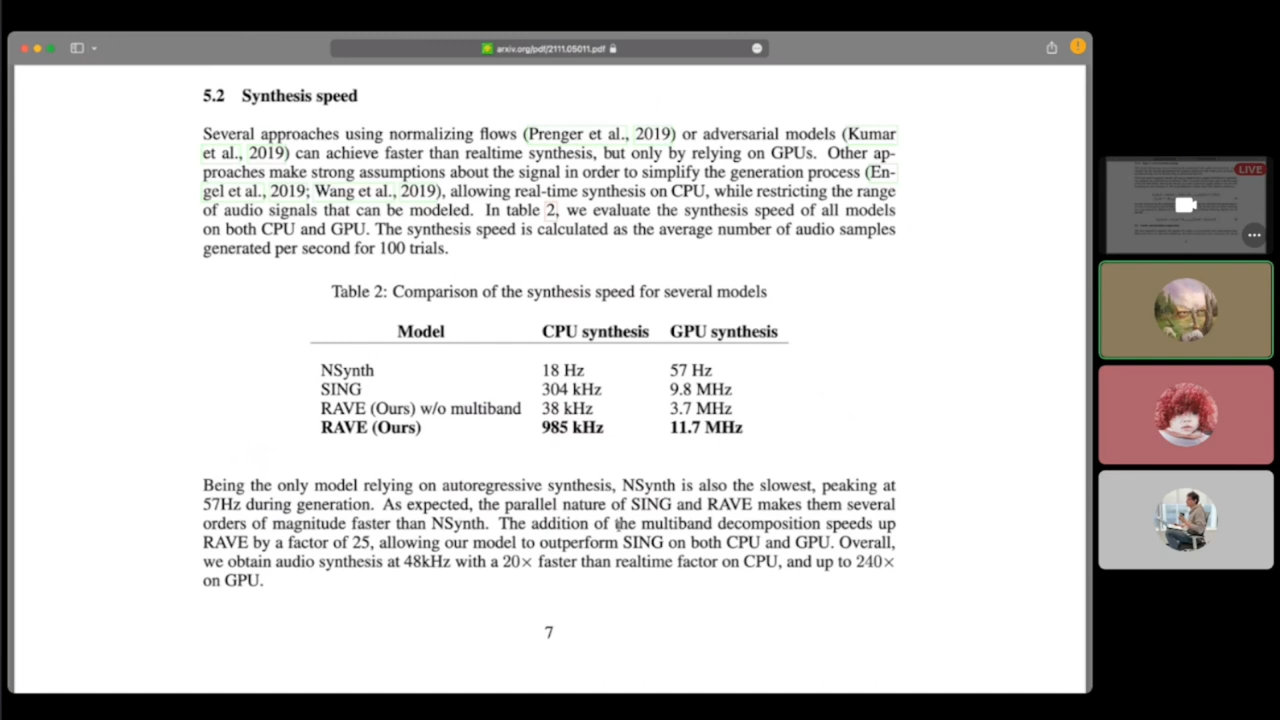 arxiv.org/pdf/2111.05011.pdf
5.2 Synthesis speed
Several approaches using normalizing flows (Prenger et al., 2019) or adversarial models (Kumar
et al., 2019) can achieve faster than realtime synthesis, but only by relying on GPUs. Other ap-
proaches make strong assumptions about the signal in order to simplify the generation process (En-
gel et al., 2019; Wang et al., 2019), allowing real-time synthesis on CPU, while restricting the range
of audio signals that can be modeled. In table 2, we evaluate the synthesis speed of all models
on both CPU and GPU. The synthesis speed is calculated as the average number of audio samples
generated per second for 100 trials.
Table 2: Comparison of the synthesis speed for several models
Model CPU synthesis GPU synthesis
NSynth 18 Hz 57 Hz
SING 304 kHz 9.8 MHz
RAVE (Ours) w/o multiband 38 kHz 3.7 MHz
RAVE (Ours) 985 kHz 11.7 MHz
Being the only model relying on autoregressive synthesis, NSynth is also the slowest, peaking at
57Hz during generation. As expected, the parallel nature of SING and RAVE makes them several
orders of magnitude faster than NSynth. The addition of the multiband decomposition speeds up
RAVE by a factor of 25, allowing our model to outperform SING on both CPU and GPU. Overall,
we obtain audio synthesis at 48kHz with a 20× faster than realtime factor on CPU, and up to 240×
on GPU.
7
LIVE